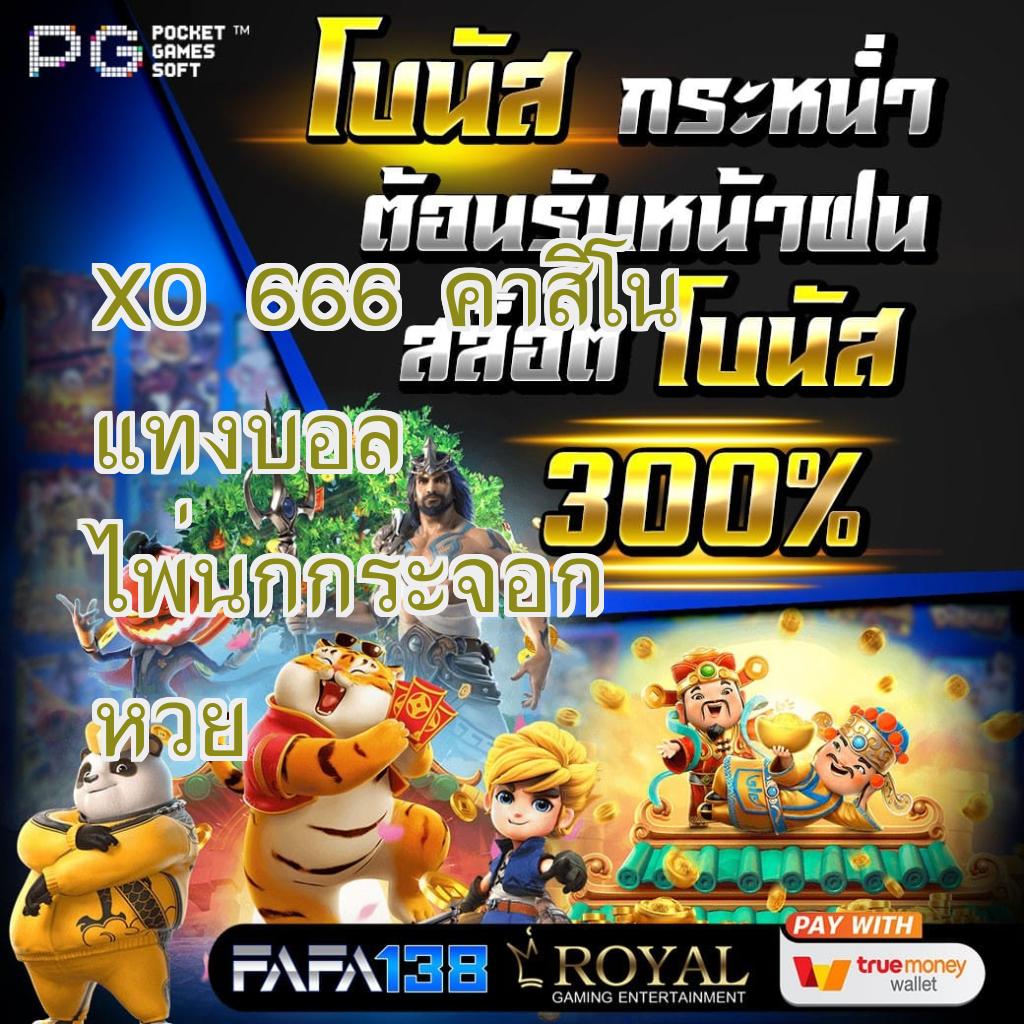 PG POCKET GAMES SOFT™
โบนัส กระหน่ำ
ต้อนรับหน้าฝน
XO 666 คาสิโน
สล็อต โบนัส
แทงบอล
300%
ไพ่นกกระจอก
หวย
FAFA138
ROYAL
GAMING ENTERTAINMENT
PAY WITH
truemoney
wallet